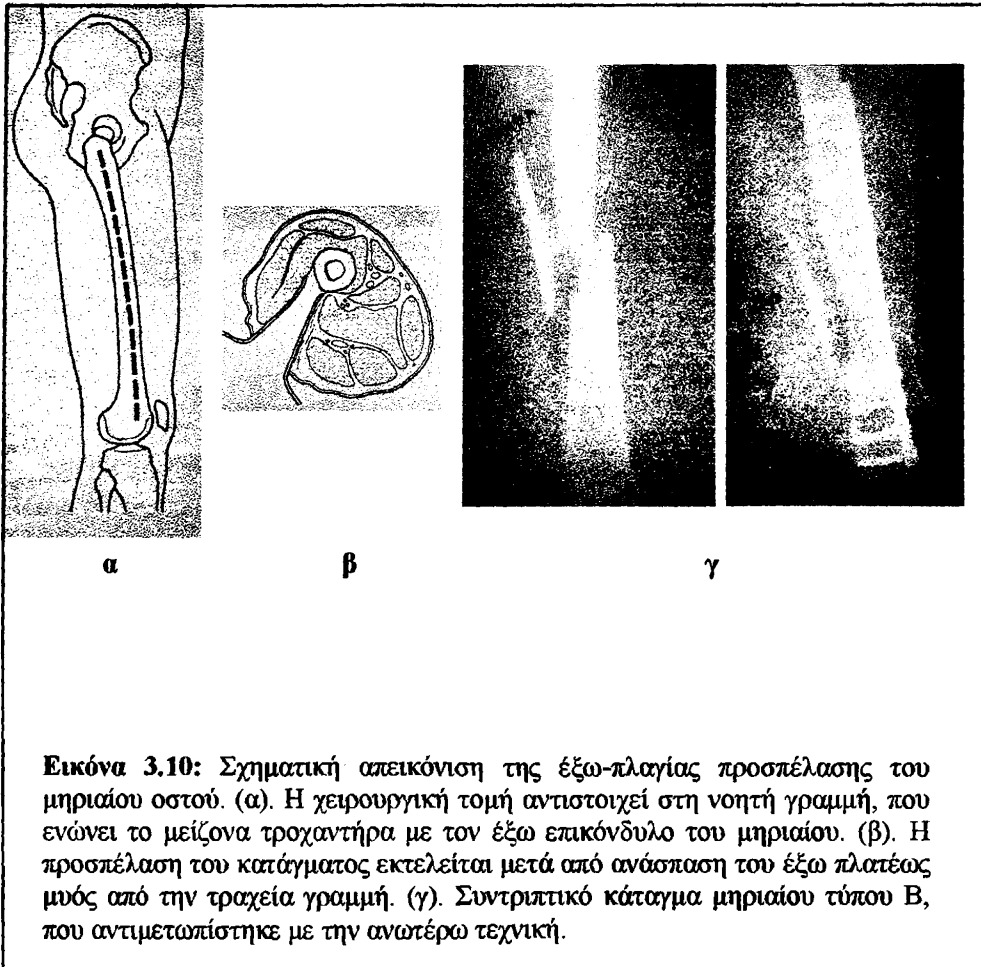 α β γ
Εικόνα 3.10: Σχηματική απεικόνιση της έξω-πλαγίας προσπέλασης του
μηριαίου οστού. (α). Η χειρουργική τομή αντιστοιχεί στη νοητή γραμμή, που
ενώνει το μείζονα τροχαντήρα με τον έξω επικόνδυλο του μηριαίου. (β). Η
προσπέλαση του κατάγματος εκτελείται μετά από ανάσπαση του έξω πλατέως
μυός από την τραχεία γραμμή. (γ). Συντριπτικό κάταγμα μηριαίου τύπου Β,
που αντιμετωπίστηκε με την ανωτέρω τεχνική.